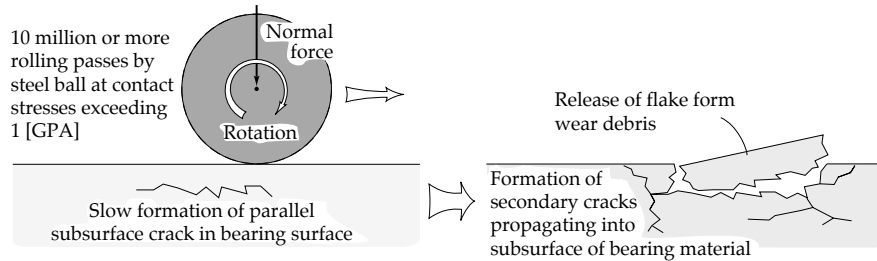 10 million or more
rolling passes by
steel ball at contact
stresses exceeding
1 [GPA]
Normal
force
Rotation
Slow formation of parallel
subsurface crack in bearing surface
Release of flake form
wear debris
Formation of
secondary cracks
propagating into
subsurface of bearing material